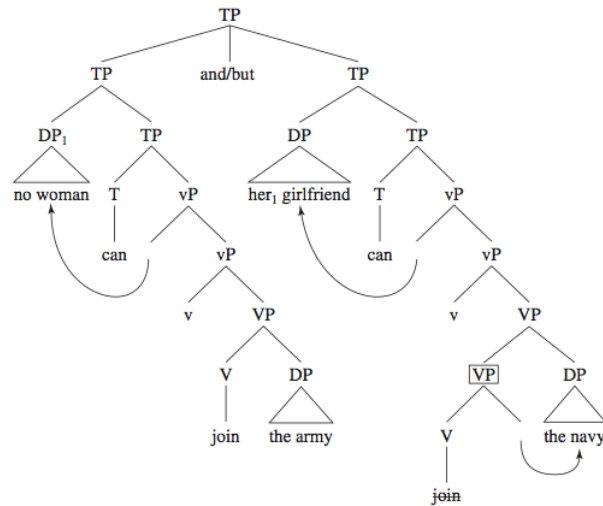 TP
TP and/but TP
DP₁ TP DP TP
no woman T vP her₁ girlfriend T vP
can vP can vP
v VP v VP
V DP VP DP
join the army V the navy
join